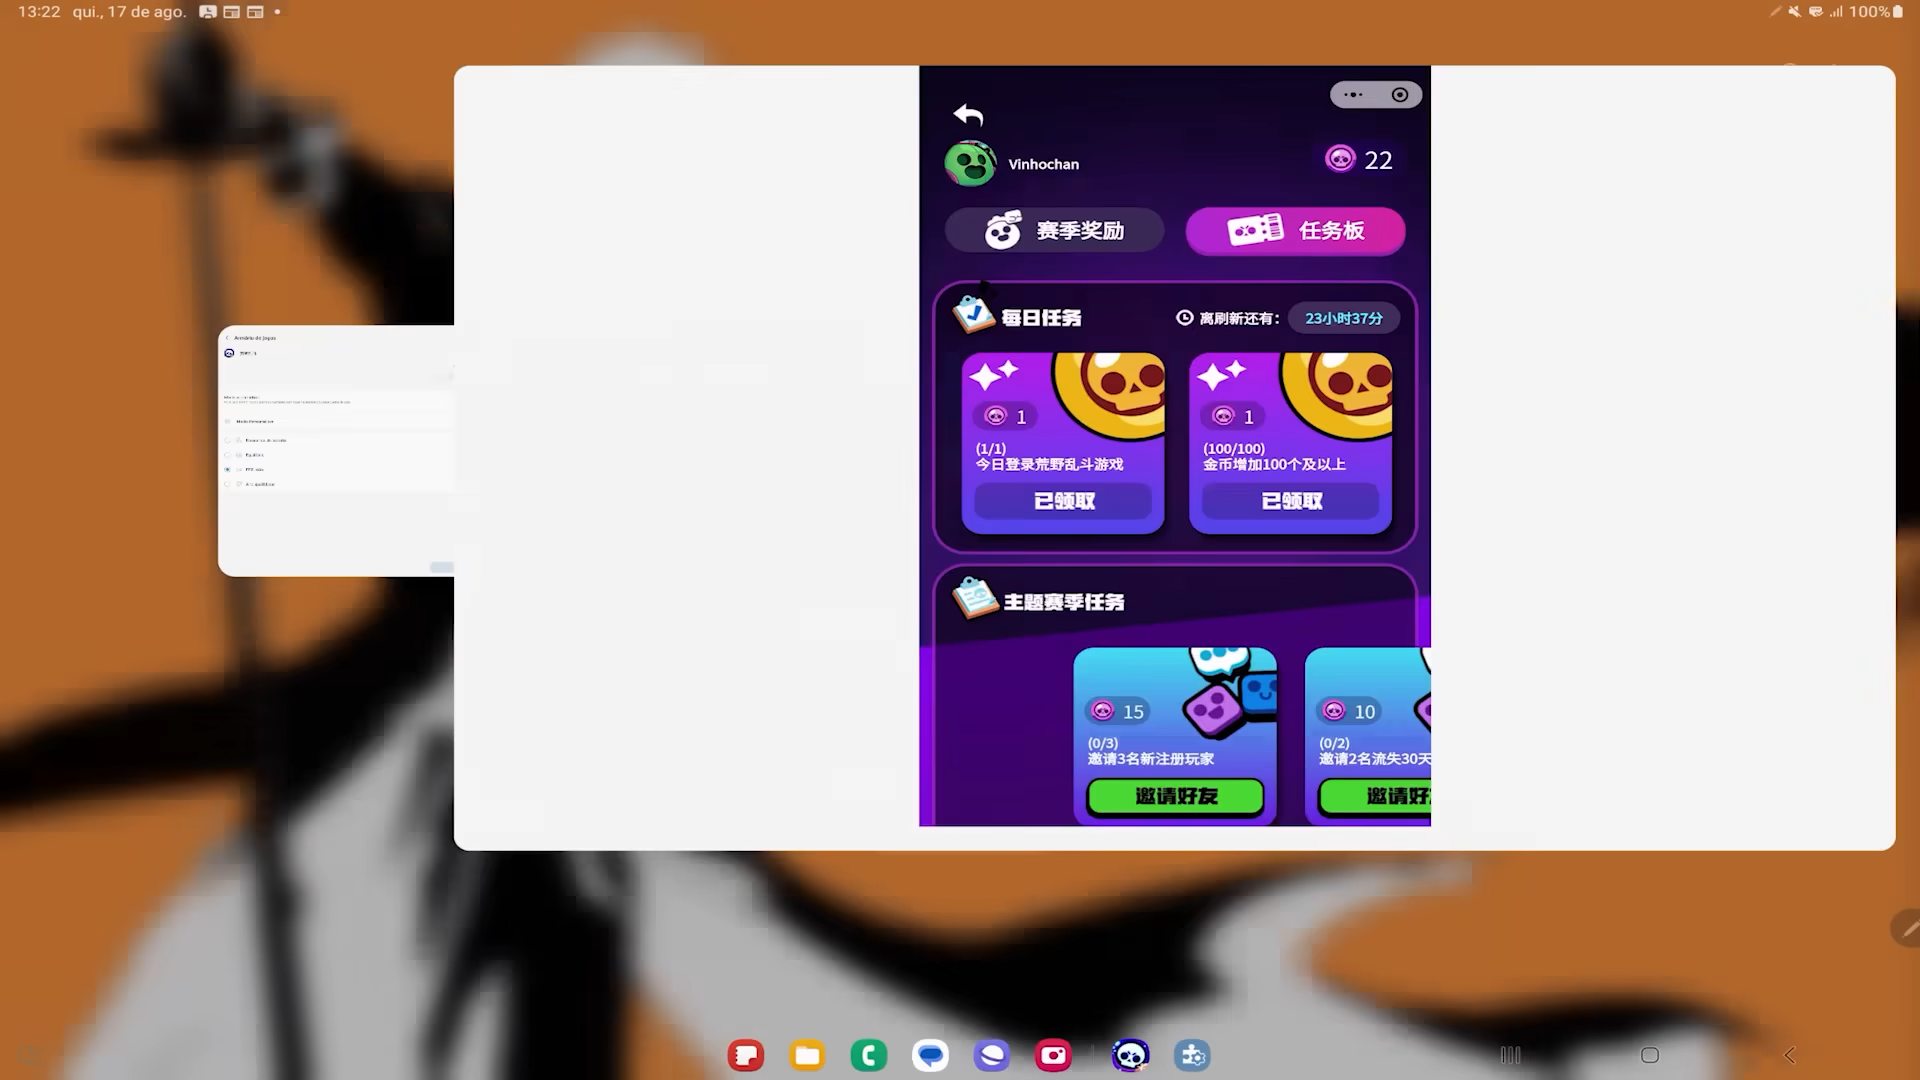 13:22 qui., 17 de ago.
100%
Vinhochan
22
赛季奖励
任务板
每日任务
离刷新还有：
23小时37分
1
(1/1)
今日登录荒野乱斗游戏
已领取
1
(100/100)
金币增加100个及以上
已领取
主题赛季任务
15
(0/3)
邀请3名新注册玩家
邀请好友
10
(0/2)
邀请2名流失30天
邀请好